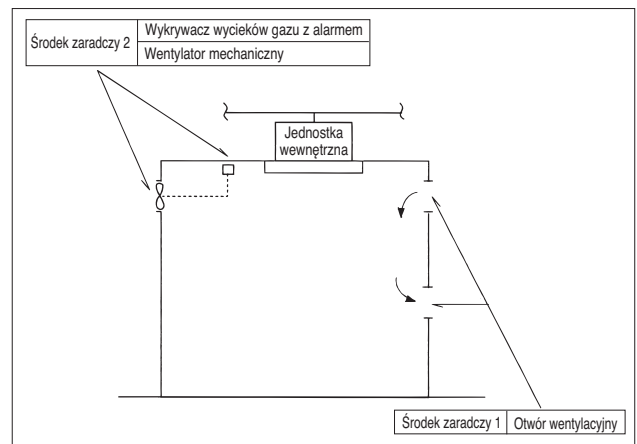 Środek zaradczy 2
Wykrywacz wycieków gazu z alarmem
Wentylator mechaniczny
Jednostka
wewnętrzna
Środek zaradczy 1
Otwór wentylacyjny